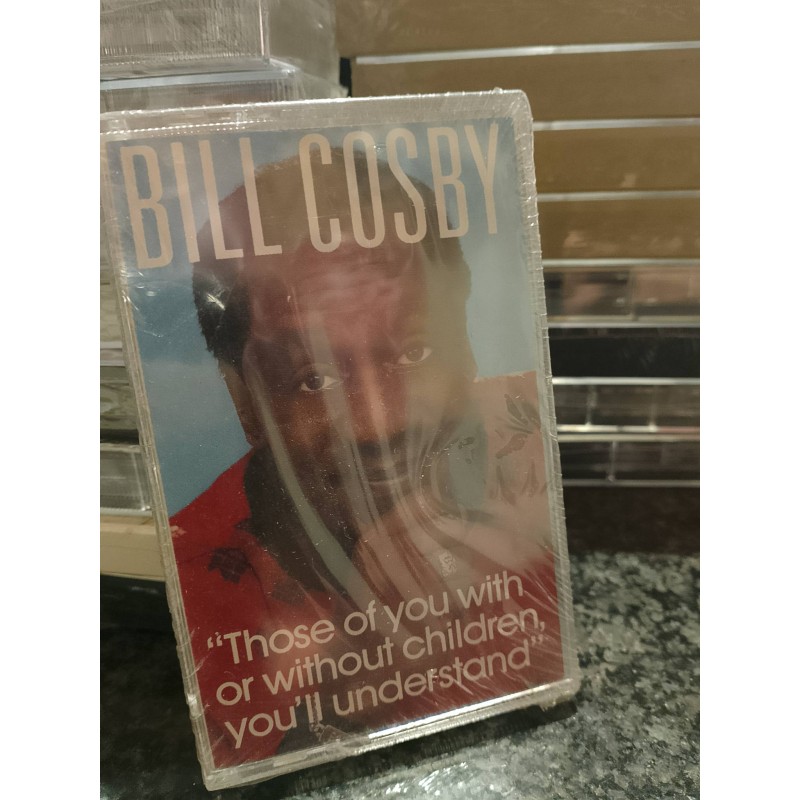 BILL COSBY
“Those of you with
or without children,
you'll understand”